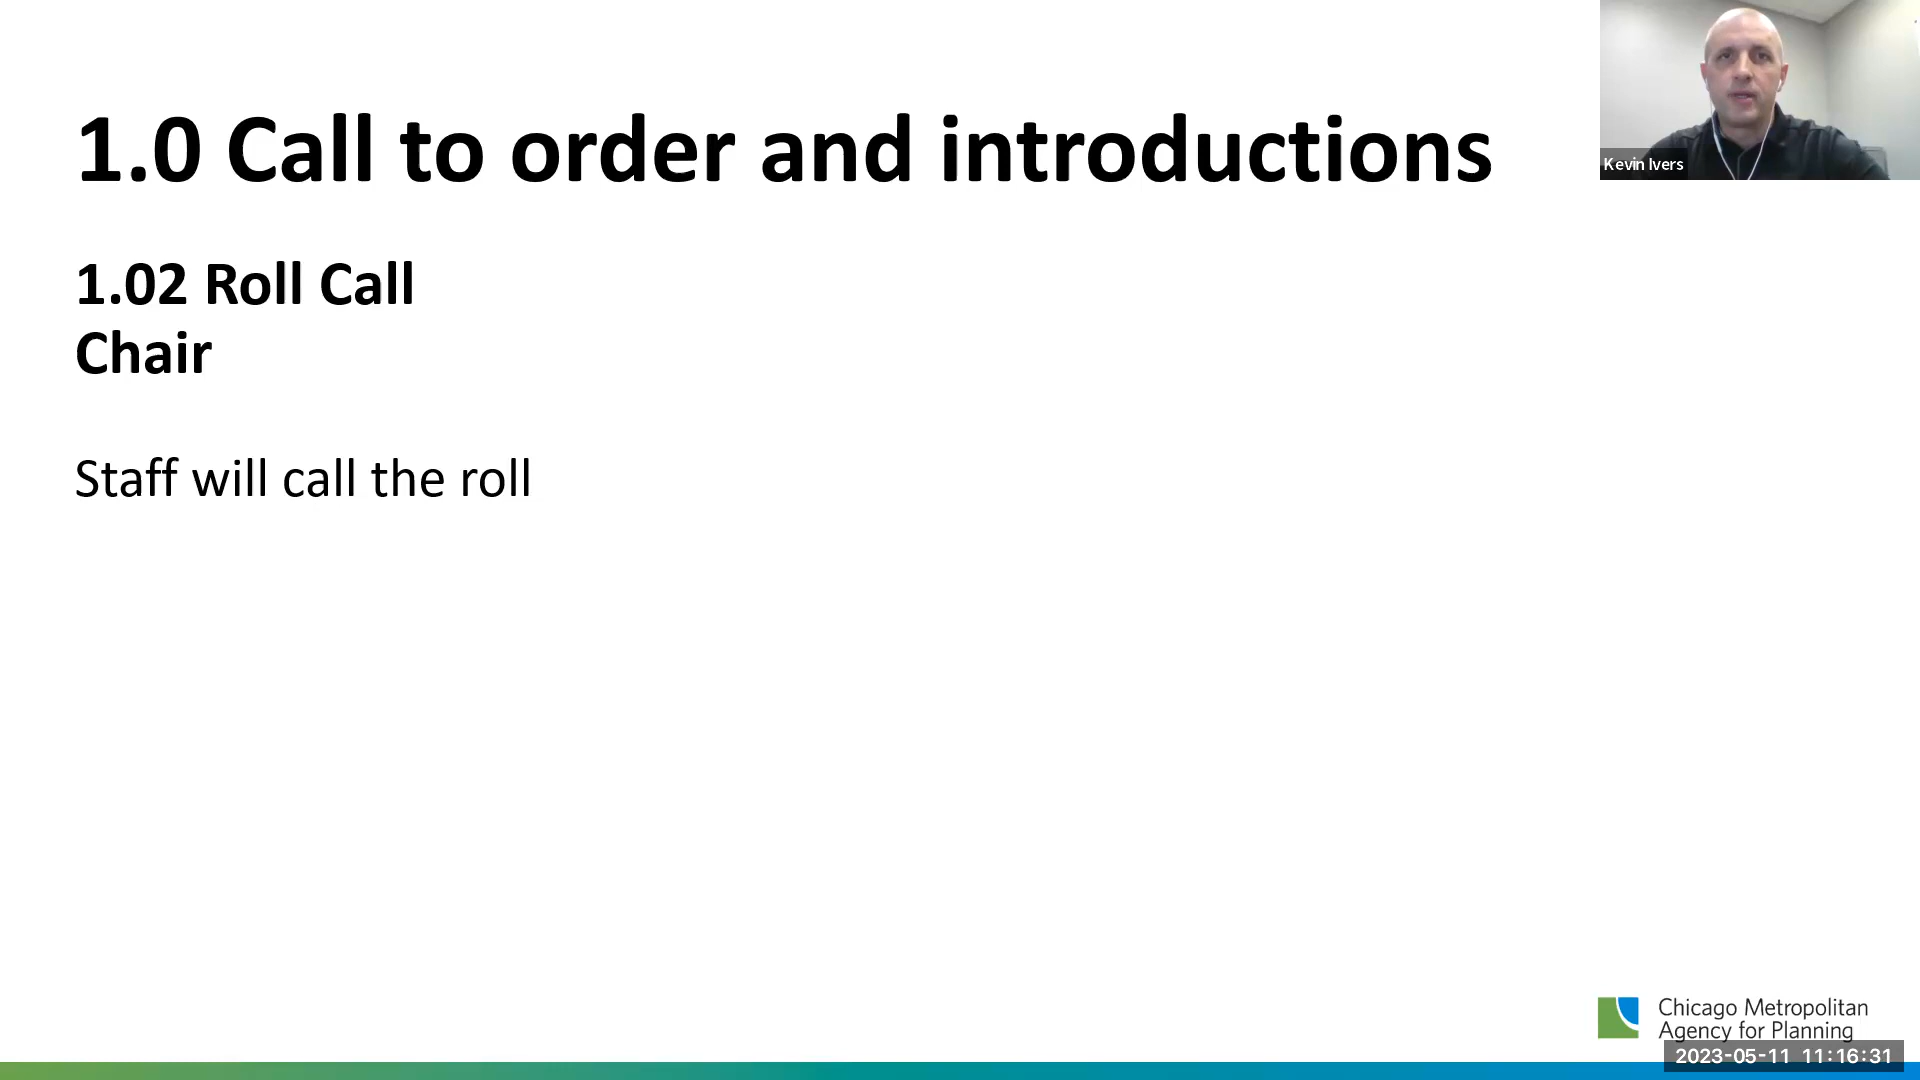 1.0 Call to order and introductions
Kevin Ivers
1.02 Roll Call
Chair
Staff will call the roll
Chicago Metropolitan
Agency for Planning
2023-05-11 11:16:31